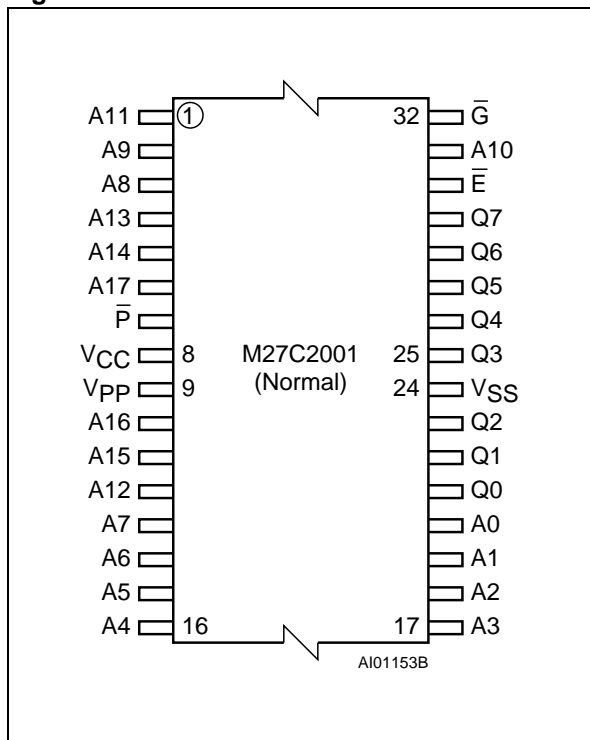 A11 ① 32 G̅
A9 A10
A8 E̅
A13 Q7
A14 Q6
A17 Q5
P̅ Q4
VCC 8 M27C2001 25 Q3
VPP 9 (Normal) 24 VSS
A16 Q2
A15 Q1
A12 Q0
A7 A0
A6 A1
A5 A2
A4 16 17 A3
AI01153B